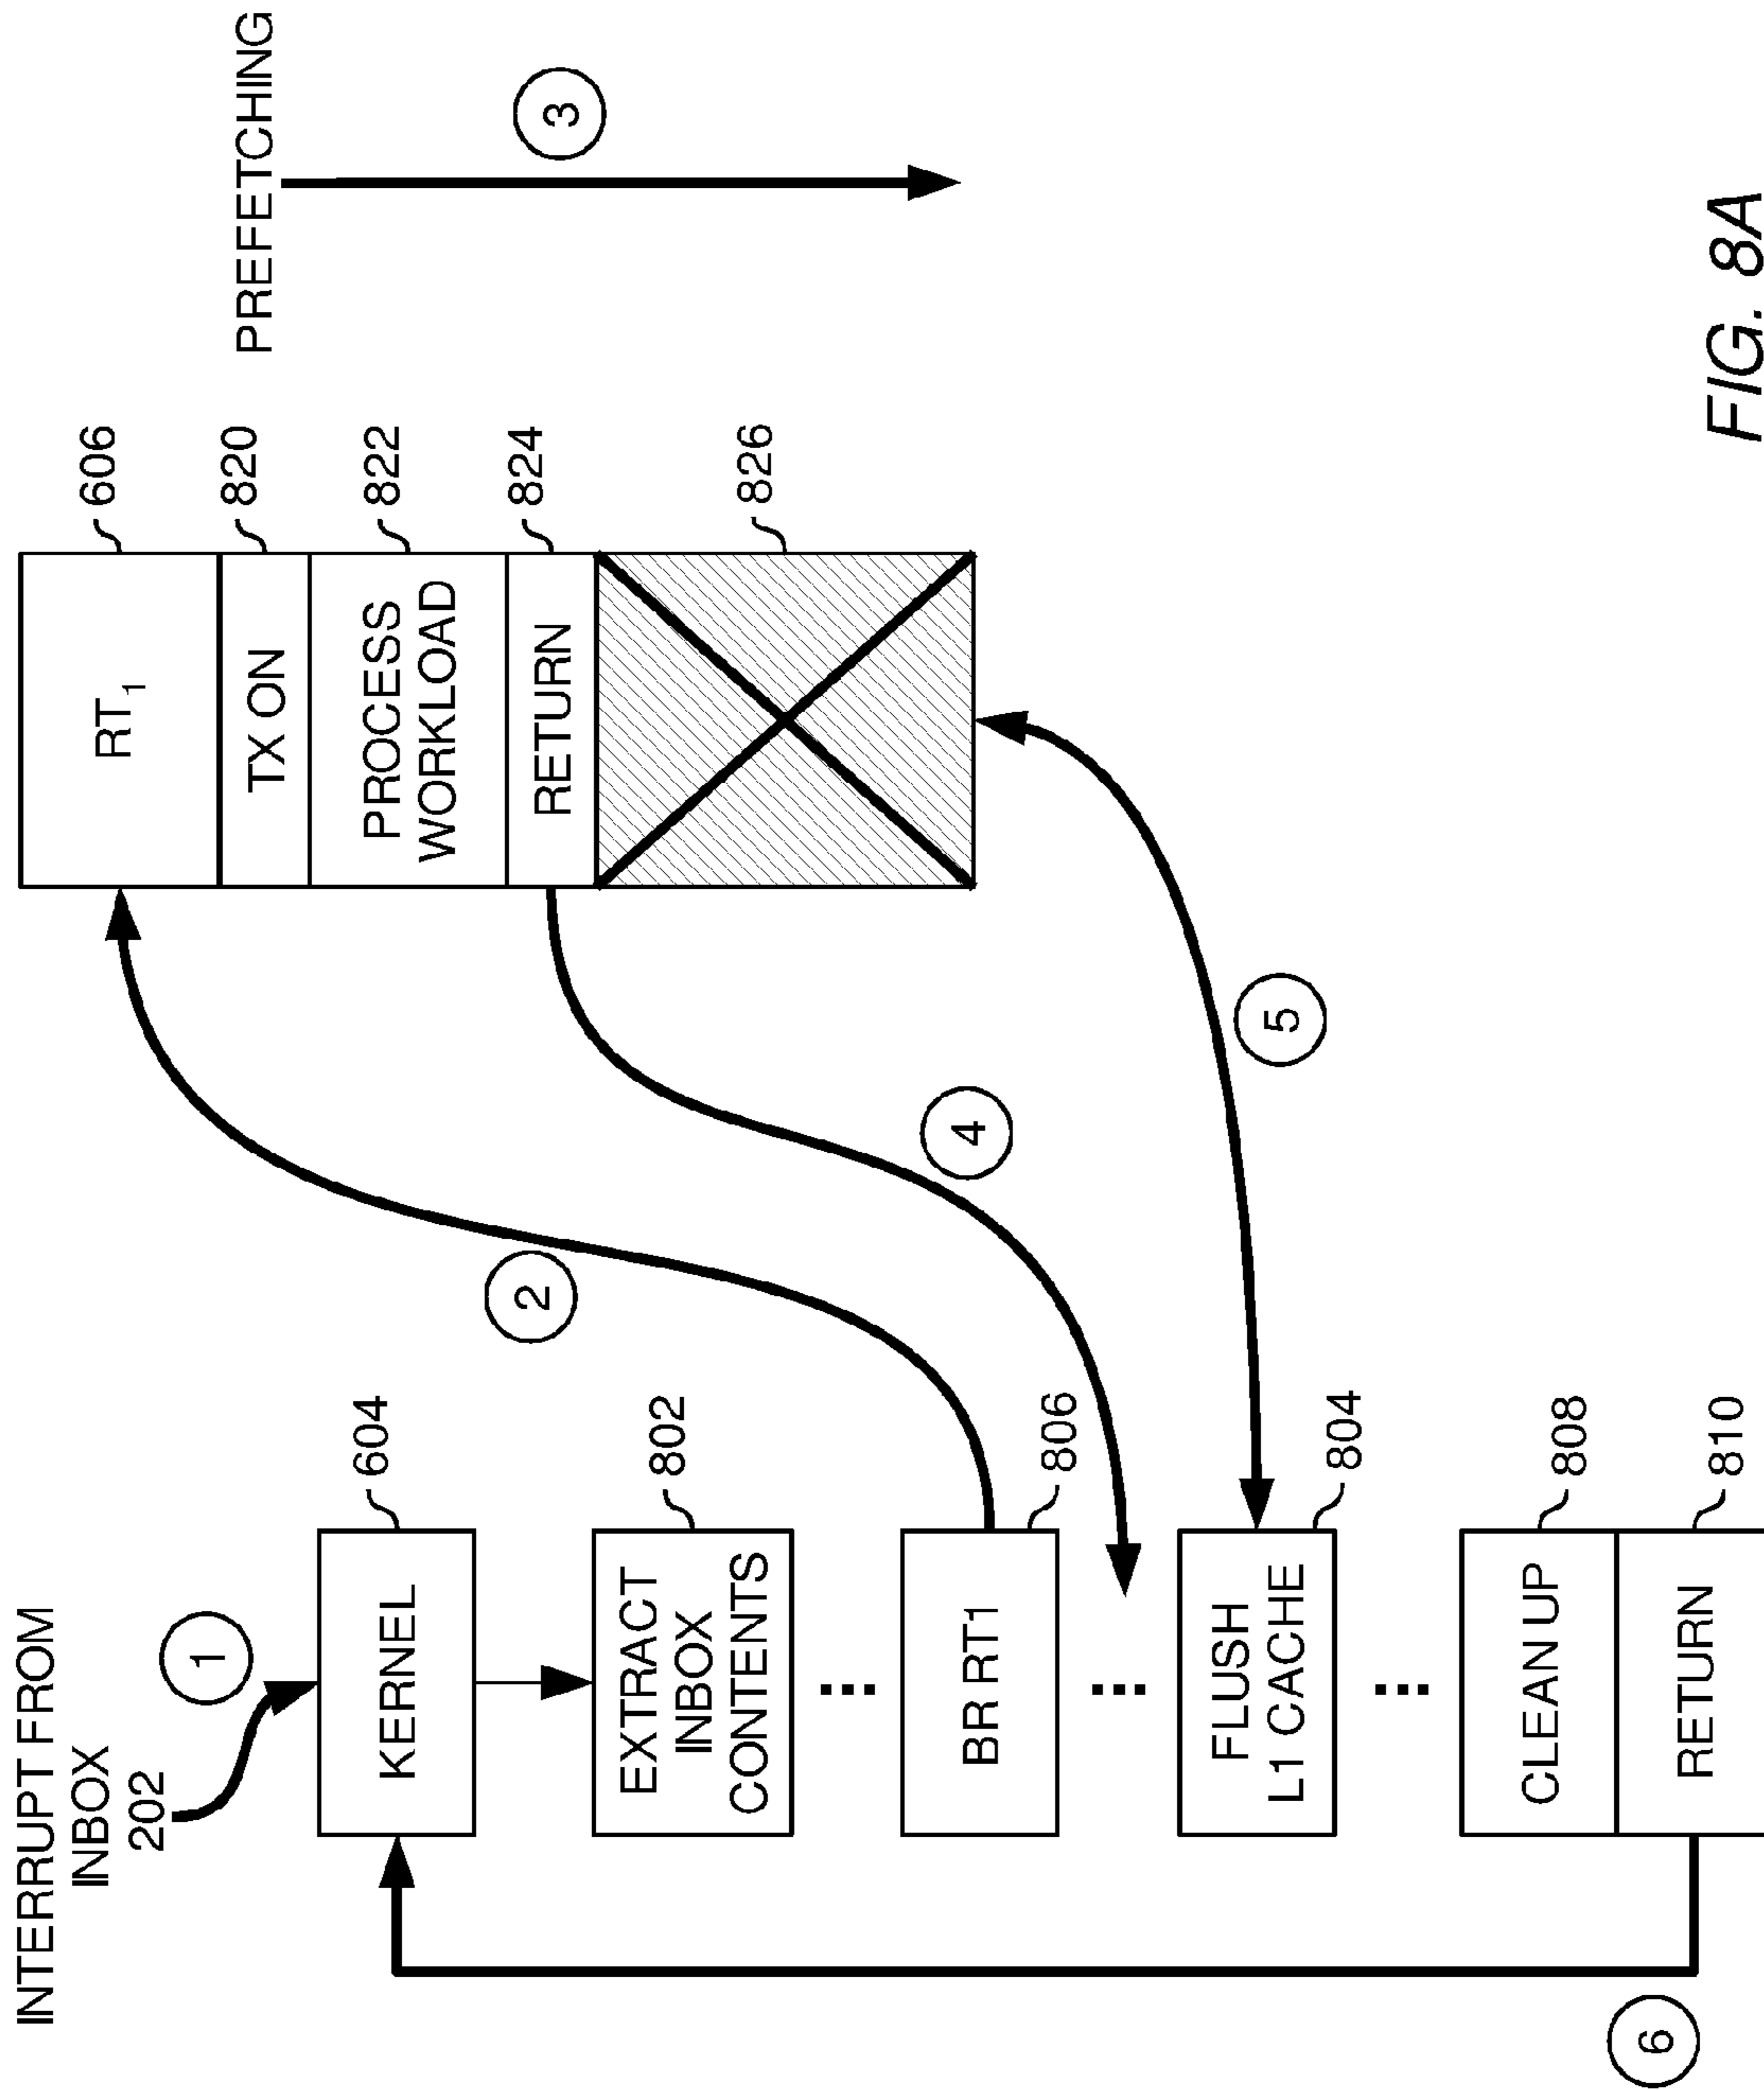 INTERRUPT FROM
INBOX
202
1
KERNEL
604
EXTRACT
INBOX
CONTENTS
802
BR RT1
806
FLUSH
L1 CACHE
804
CLEAN UP
808
RETURN
810
6
2
4
5
RT1
606
TX ON
820
PROCESS
WORKLOAD
822
RETURN
824
826
PREFETCHING
3
FIG. 8A